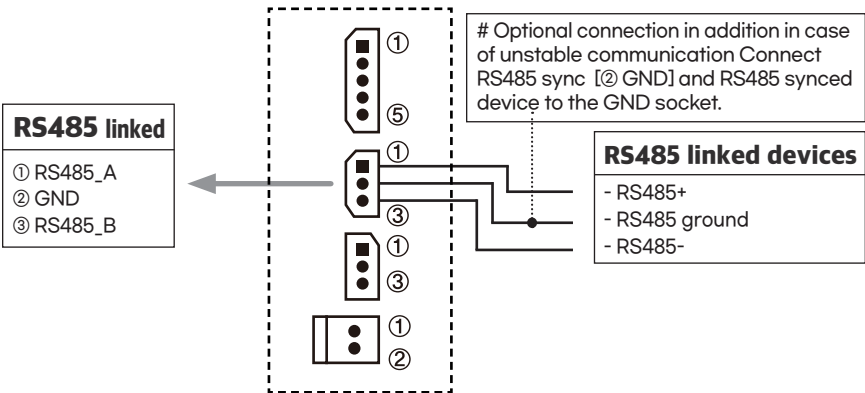 # Optional connection in addition in case
of unstable communication Connect
RS485 sync [② GND] and RS485 synced
device to the GND socket.
RS485 linked
① RS485_A
② GND
③ RS485_B
①
⑤
①
③
①
③
①
②
RS485 linked devices
- RS485+
- RS485 ground
- RS485-